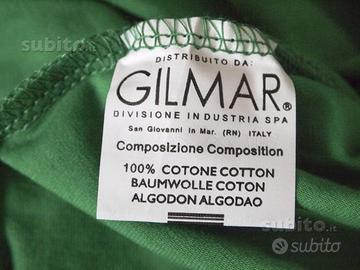 subito.it
DISTRIBUITO DA:
GILMAR®
DIVISIONE INDUSTRIA SPA
San Giovanni in Mar. (RN) ITALY
Composizione Composition
100% COTONE COTTON
BAUMWOLLE COTON
ALGODON ALGODAO
subito.it
subito